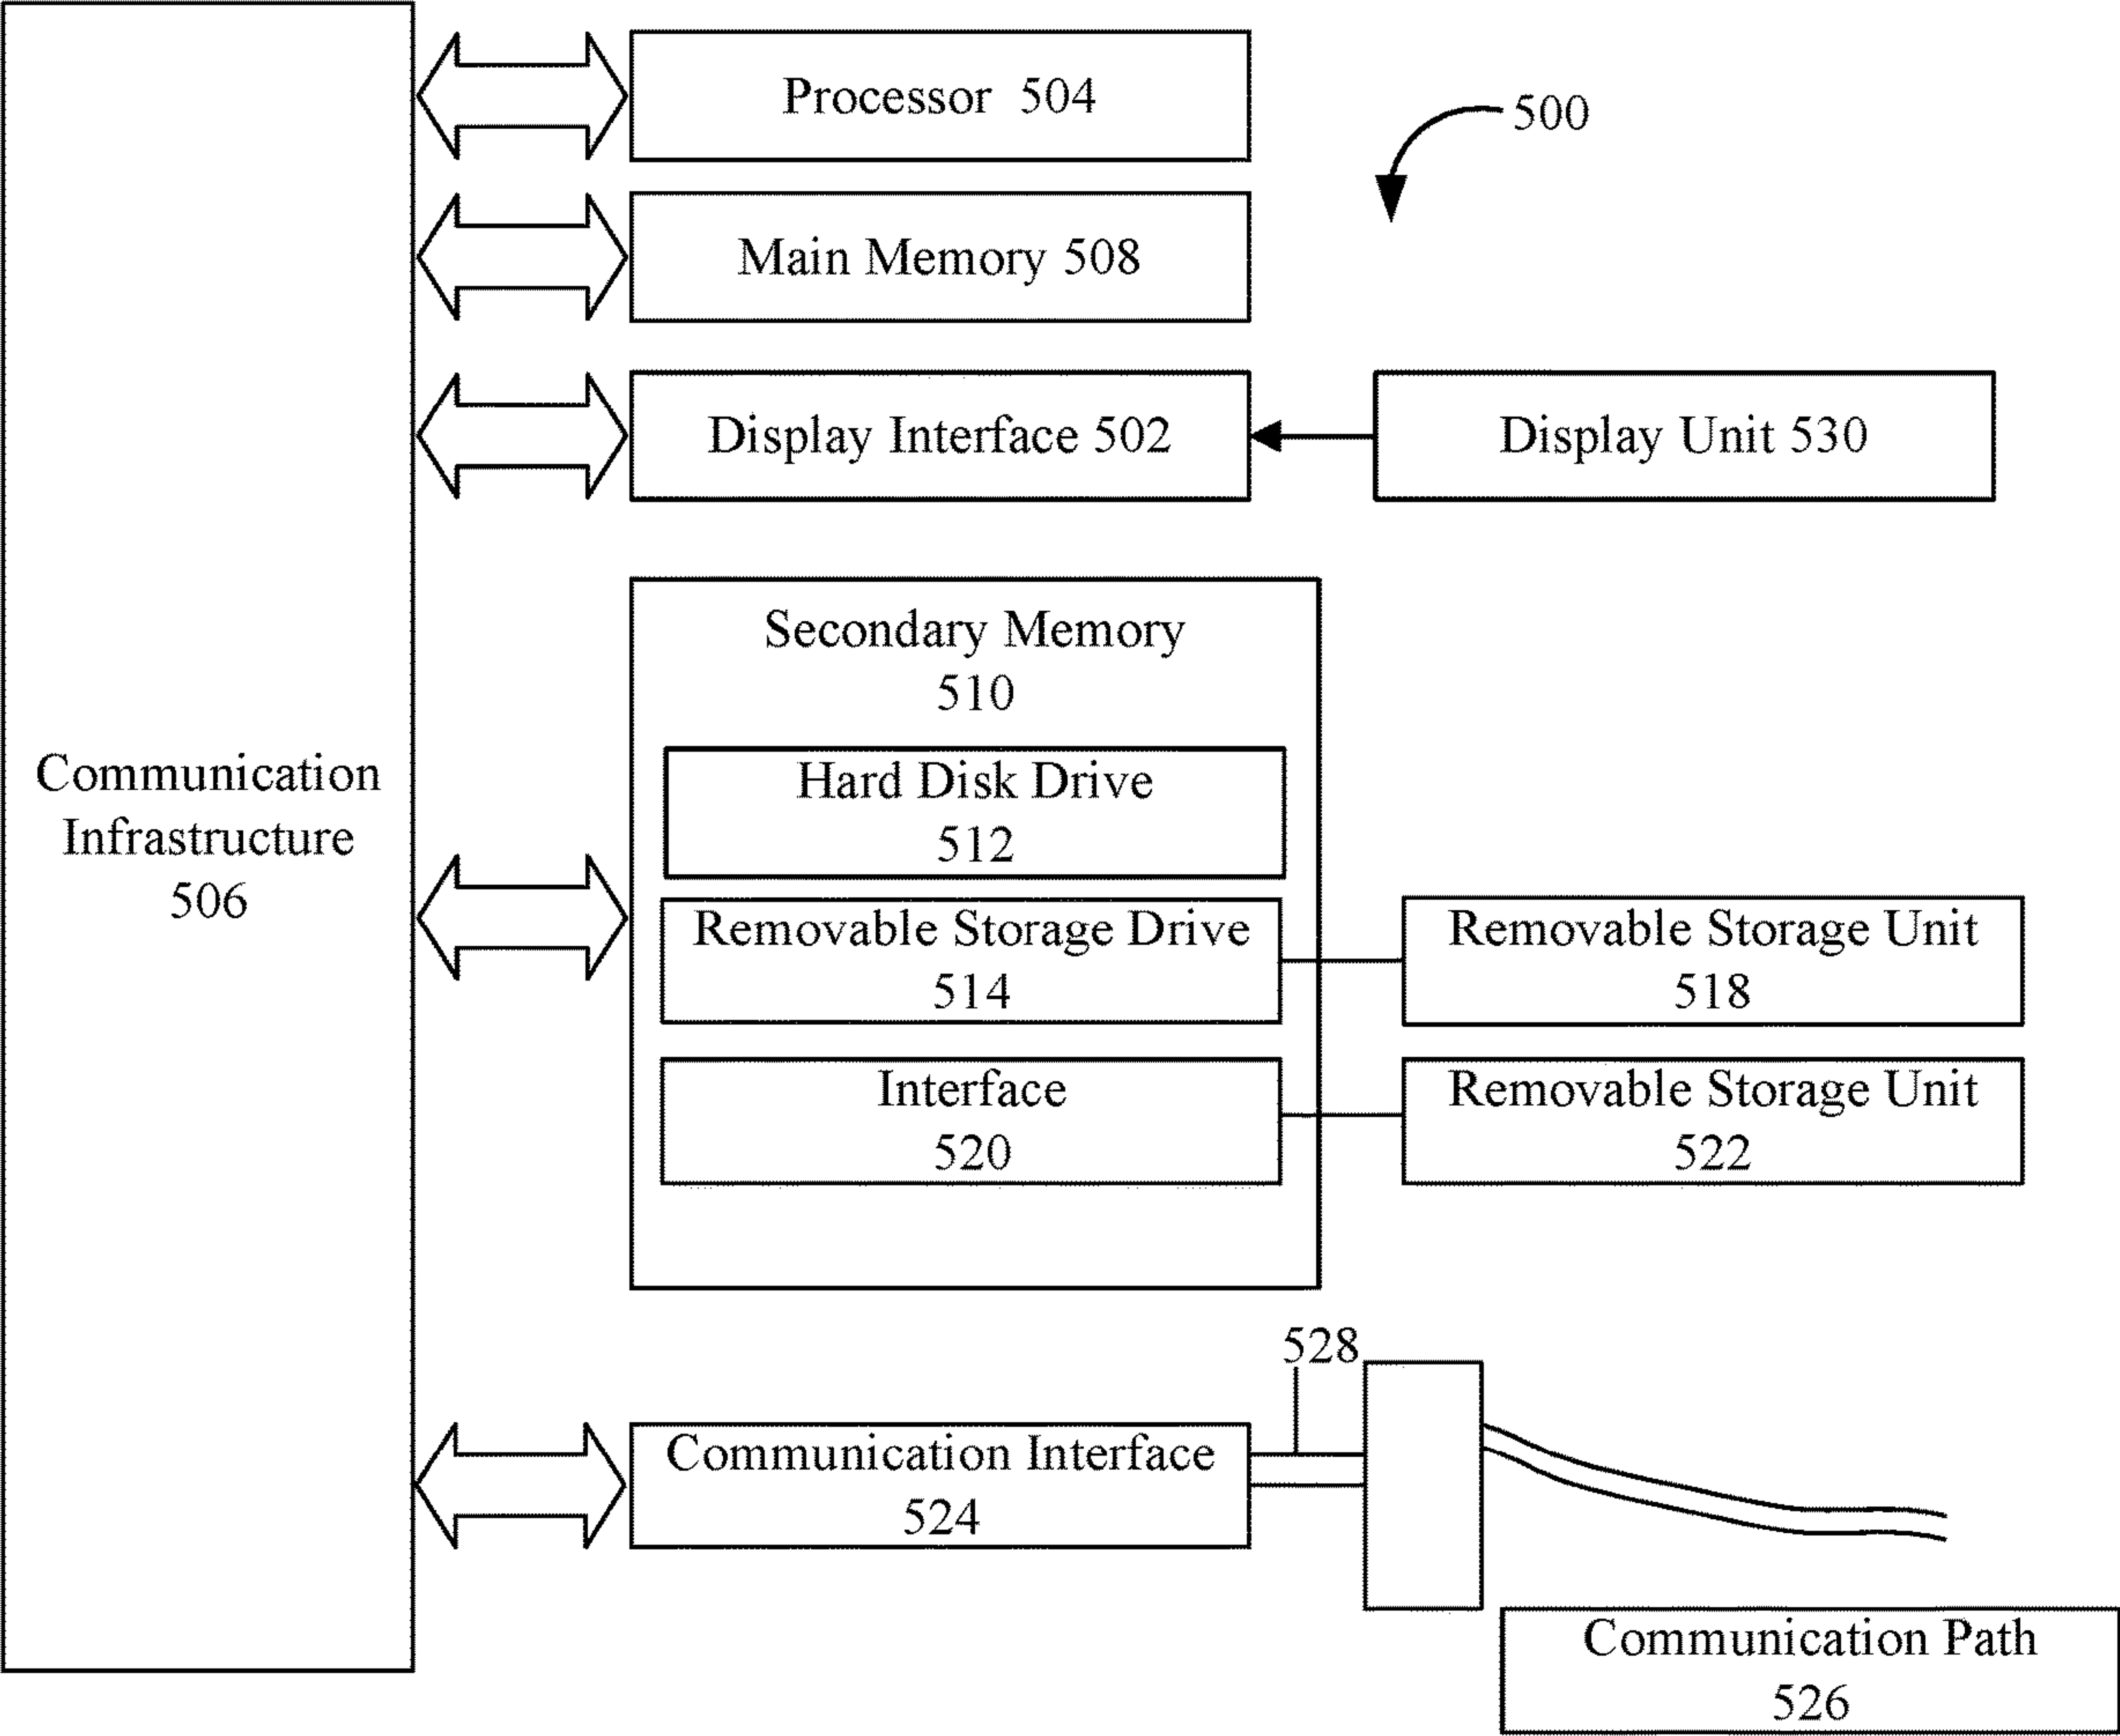 Processor 504
500
Main Memory 508
Display Interface 502
Display Unit 530
Secondary Memory
510
Hard Disk Drive
512
Communication
Infrastructure
506
Removable Storage Drive
514
Removable Storage Unit
518
Interface
520
Removable Storage Unit
522
528
Communication Interface
524
Communication Path
526